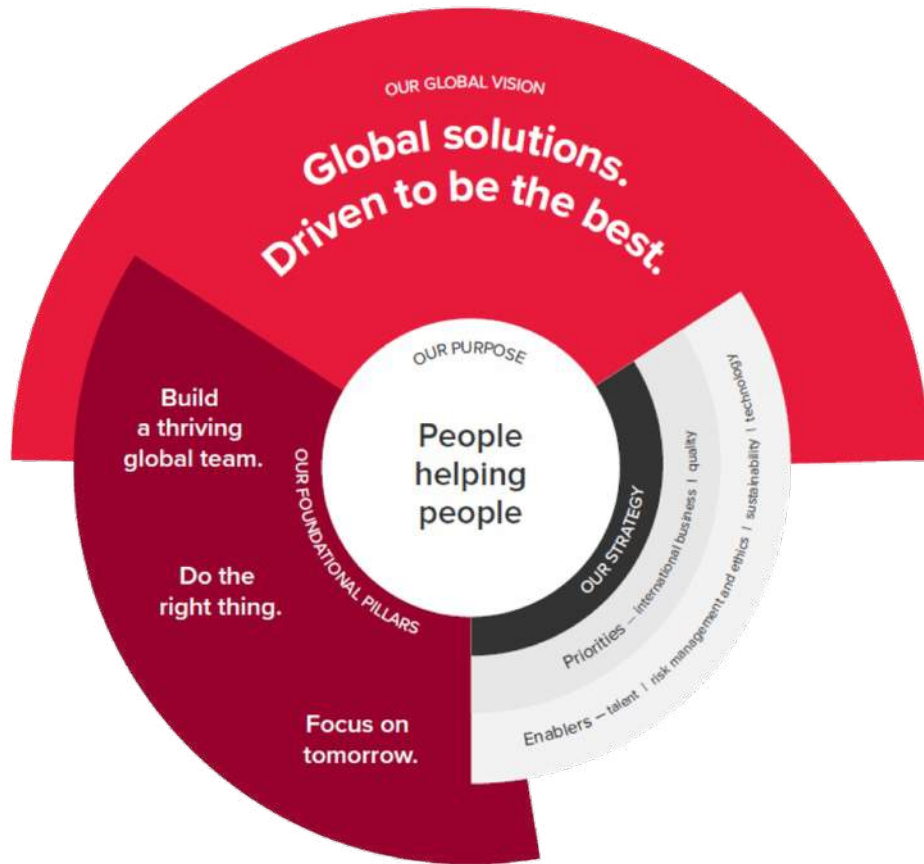 OUR GLOBAL VISION
Global solutions.
Driven to be the best.
OUR PURPOSE
People
helping
people
OUR FOUNDATIONAL PILLARS
Build
a thriving
global team.
Do the
right thing.
Focus on
tomorrow.
OUR STRATEGY
Priorities – international business | quality
Enablers – talent | risk management and ethics | sustainability | technology